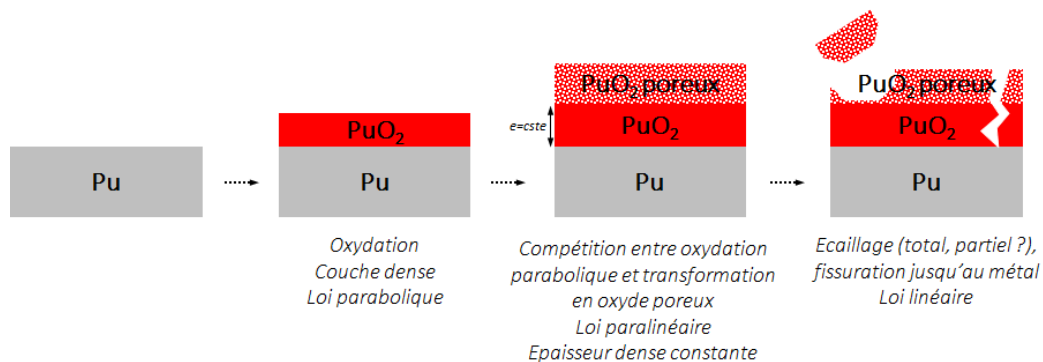 PuO2 poreux
PuO2 poreux
PuO2
e=cste
PuO2
PuO2
Pu
Pu
Pu
Pu
Oxydation
Couche dense
Loi parabolique
Compétition entre oxydation
parabolique et transformation
en oxyde poreux
Loi paralinéaire
Epaisseur dense constante
Ecaillage (total, partiel ?),
fissuration jusqu'au métal
Loi linéaire